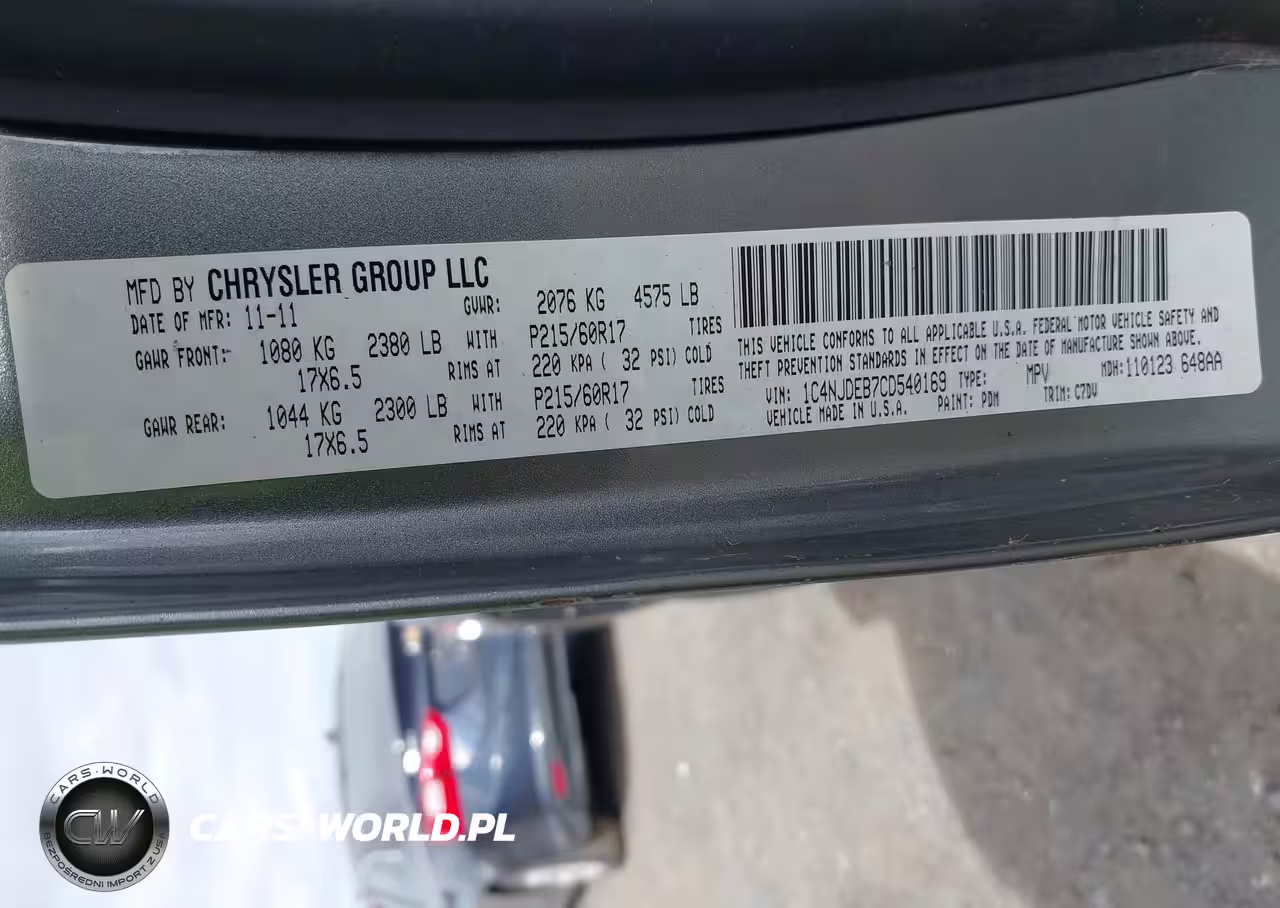 MFD BY CHRYSLER GROUP LLC
DATE OF MFR: 11-11 GVWR: 2076 KG 4575 LB
GAWR FRONT: 1080 KG 2380 LB WITH P215/60R17 TIRES
17X6.5 RIMS AT 220 KPA ( 32 PSI) COLD
GAWR REAR: 1044 KG 2300 LB WITH P215/60R17 TIRES
17X6.5 RIMS AT 220 KPA ( 32 PSI) COLD
THIS VEHICLE CONFORMS TO ALL APPLICABLE U.S.A. FEDERAL MOTOR VEHICLE SAFETY AND
THEFT PREVENTION STANDARDS IN EFFECT ON THE DATE OF MANUFACTURE SHOWN ABOVE.
VIN: 1C4NJDEB7CD540169 TYPE: MPV MDH: 110123 648AA
VEHICLE MADE IN U.S.A. PAINT: PDM TRIM: C7DV
CARS-WORLD
CW
BEZPOŚREDNI IMPORT Z USA
CARS-WORLD.PL